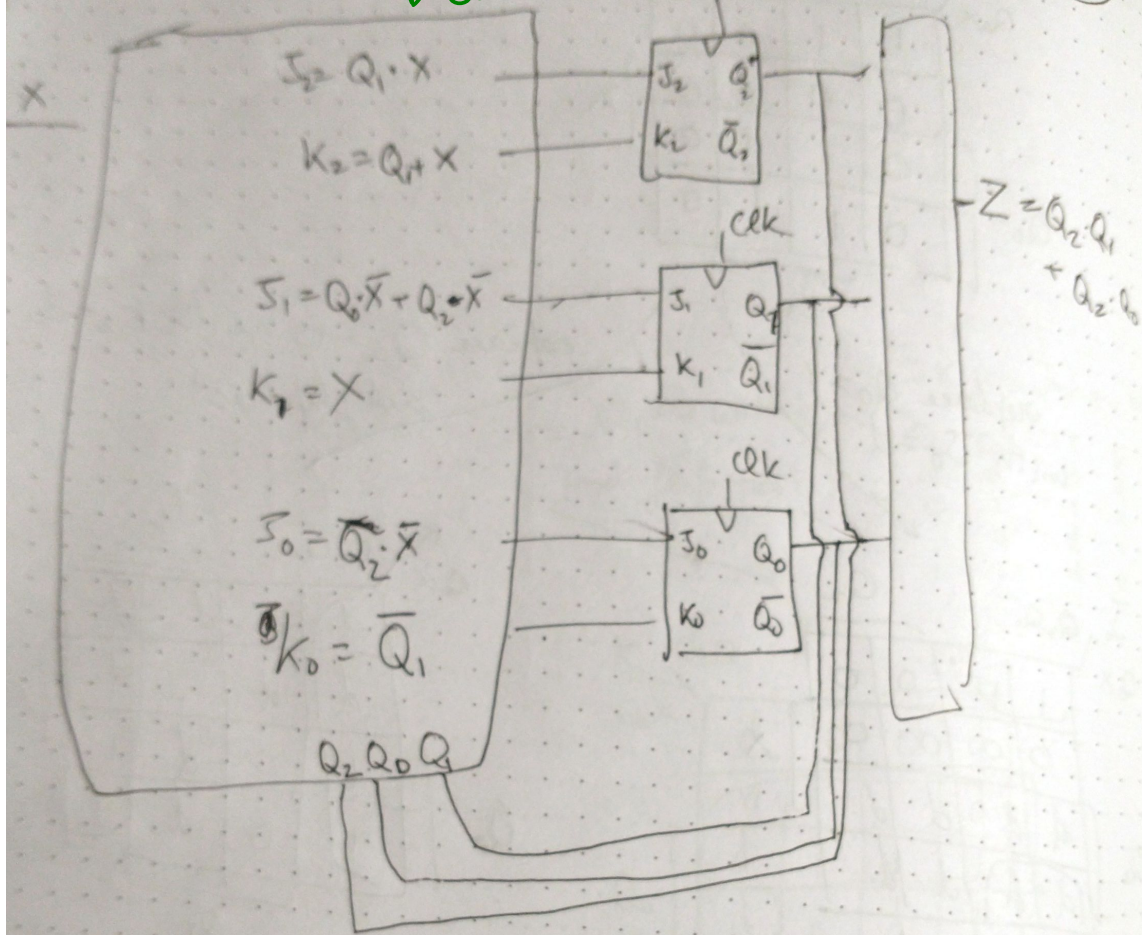 X
J₂ = Q₁ · X
K₂ = Q₁ + X
J₁ = Q₀·X̄ + Q₂·X̄
K₁ = X
J₀ = Q̄₂·X̄
K₀ = Q̄₁
Q₂ Q₀ Q₁
J₂ Q₂
K₂ Q̄₂
clk
J₁ Q₁
K₁ Q̄₁
clk
J₀ Q₀
K₀ Q̄₀
Z = Q₂·Q₁
+ Q₂·Q₀